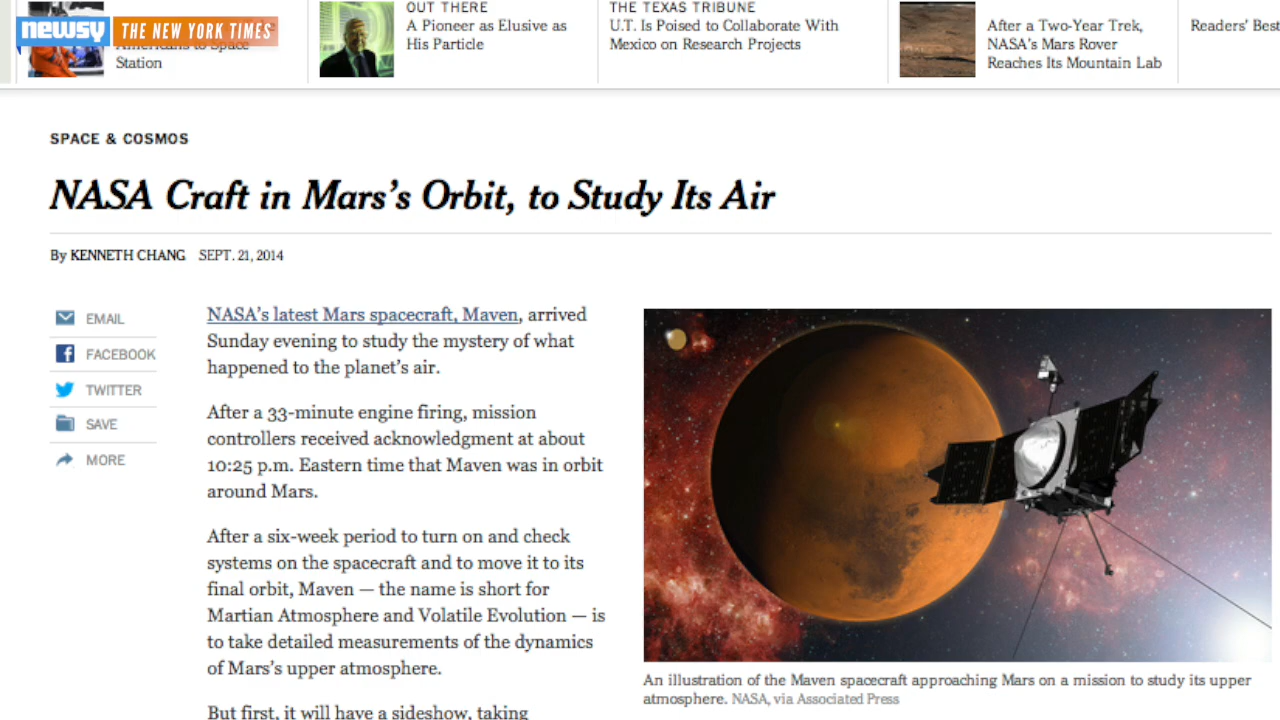 newsy THE NEW YORK TIMES
Americans to Space
Station
OUT THERE
A Pioneer as Elusive as
His Particle
THE TEXAS TRIBUNE
U.T. Is Poised to Collaborate With
Mexico on Research Projects
After a Two-Year Trek,
NASA's Mars Rover
Reaches Its Mountain Lab
Readers' Best
SPACE & COSMOS
NASA Craft in Mars's Orbit, to Study Its Air
By KENNETH CHANG SEPT. 21, 2014
EMAIL
FACEBOOK
TWITTER
SAVE
MORE
NASA's latest Mars spacecraft, Maven, arrived
Sunday evening to study the mystery of what
happened to the planet's air.
After a 33-minute engine firing, mission
controllers received acknowledgment at about
10:25 p.m. Eastern time that Maven was in orbit
around Mars.
After a six-week period to turn on and check
systems on the spacecraft and to move it to its
final orbit, Maven — the name is short for
Martian Atmosphere and Volatile Evolution — is
to take detailed measurements of the dynamics
of Mars's upper atmosphere.
But first, it will have a sideshow, taking
An illustration of the Maven spacecraft approaching Mars on a mission to study its upper
atmosphere. NASA, via Associated Press